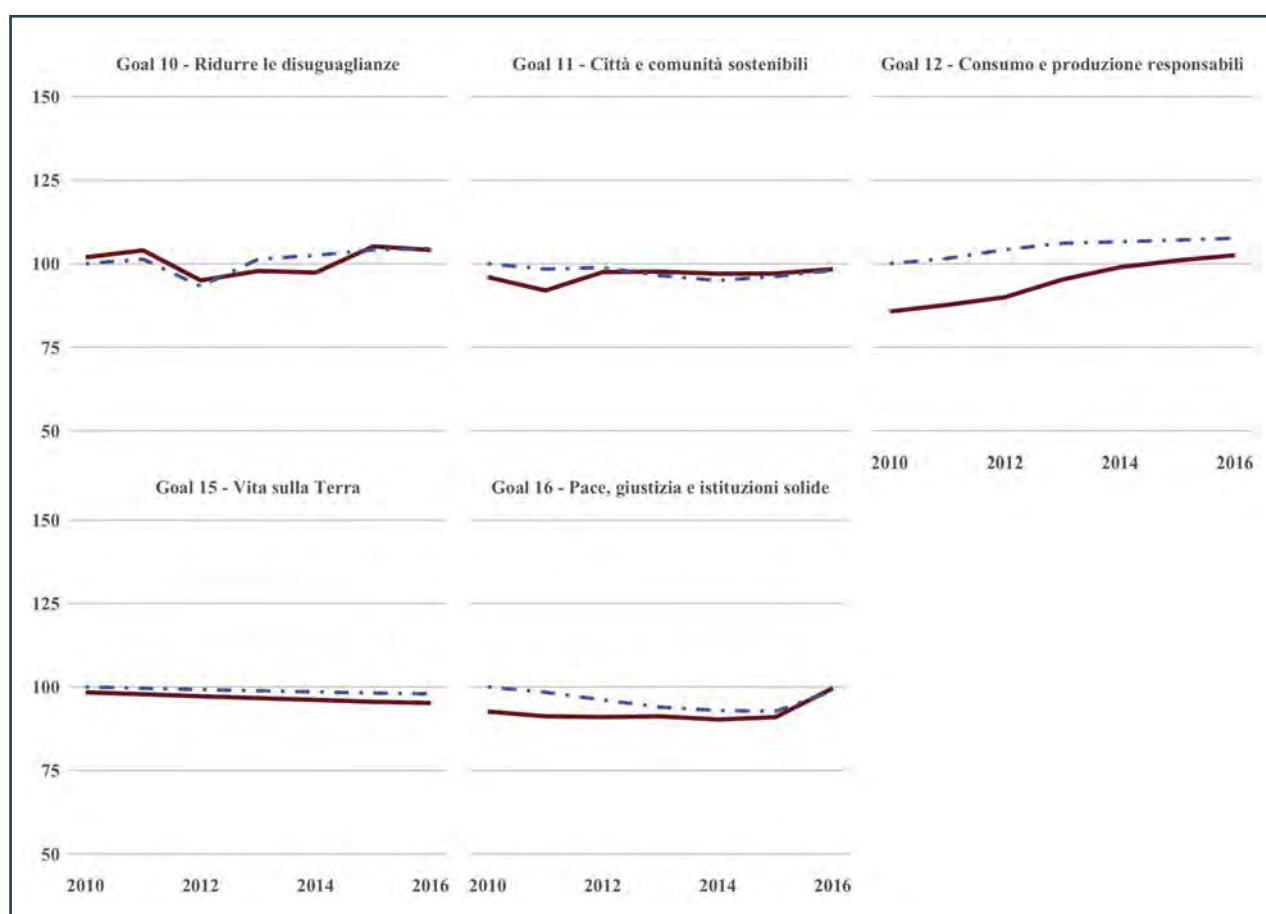 Goal 10 - Ridurre le disuguaglianze
Goal 11 - Città e comunità sostenibili
Goal 12 - Consumo e produzione responsabili
150
125
100
75
50
2010 2012 2014 2016
Goal 15 - Vita sulla Terra
Goal 16 - Pace, giustizia e istituzioni solide
150
125
100
75
50
2010 2012 2014 2016
2010 2012 2014 2016